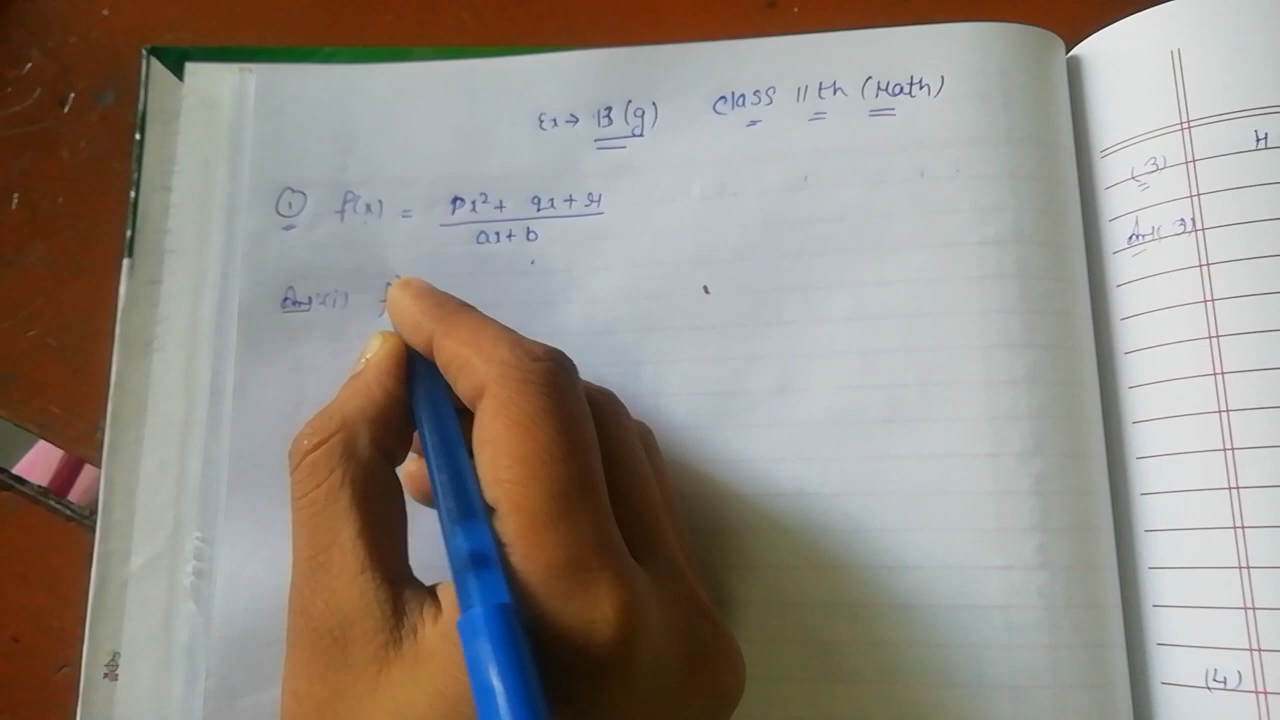 Ex→ 13(g) Class 11th (Math)
① f(x) = px²+ qx+r / ax+b
Ans:(i) f
(3)
Ans(3)
H
(4)